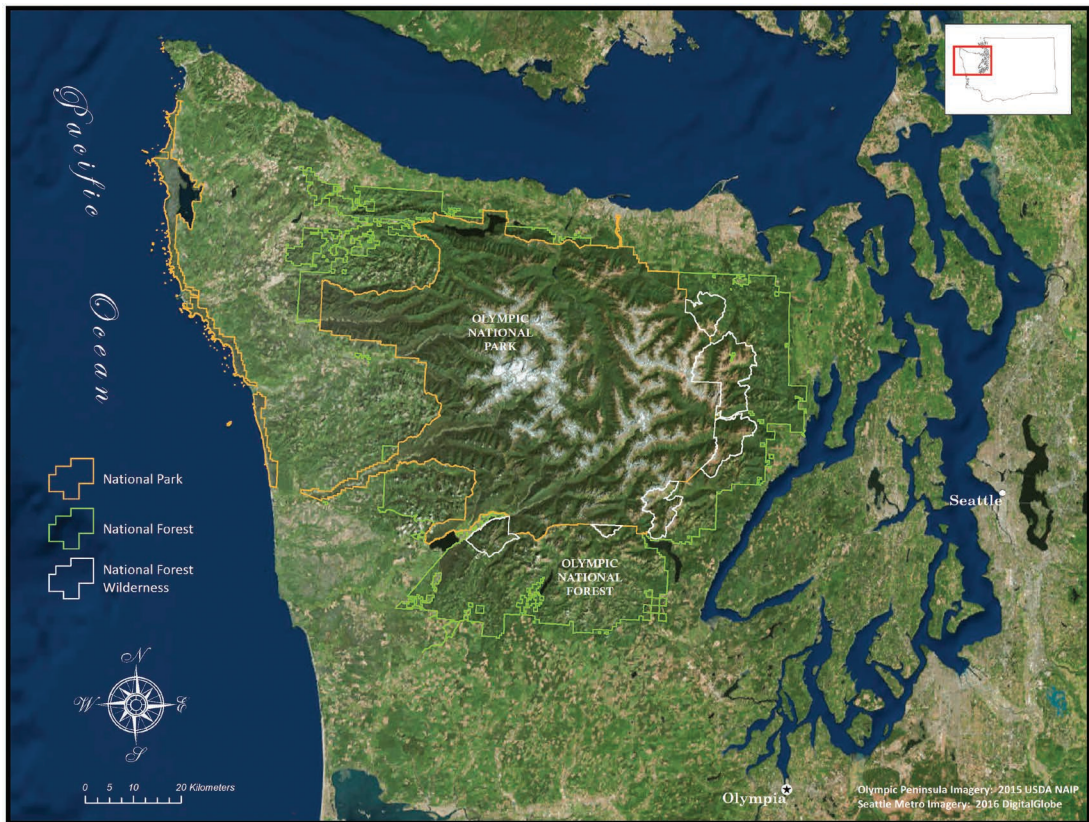 Pacific
Ocean
OLYMPIC
NATIONAL
PARK
National Park
National Forest
National Forest
Wilderness
Seattle
OLYMPIC
NATIONAL
FOREST
N
W
E
S
0 5 10 20 Kilometers
Olympia
Olympic Peninsula Imagery: 2015 USDA NAIP
Seattle Metro Imagery: 2016 DigitalGlobe